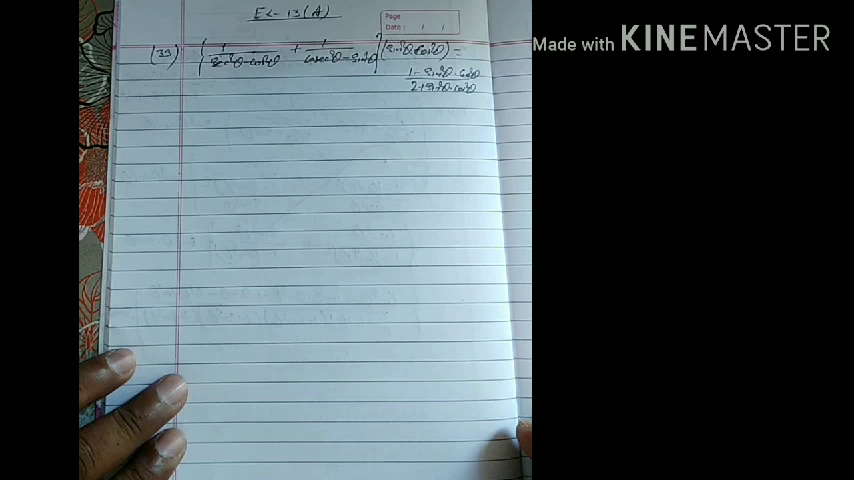 Ex- 13(A)
Page
Date : / /
(33) { 1/(sec²θ-cos²θ) + 1/(cosec²θ-sin²θ) } (sin²θ.cos²θ) =
1-sin²θ.cos²θ
2+sin²θ.cos²θ
Made with KINEMASTER